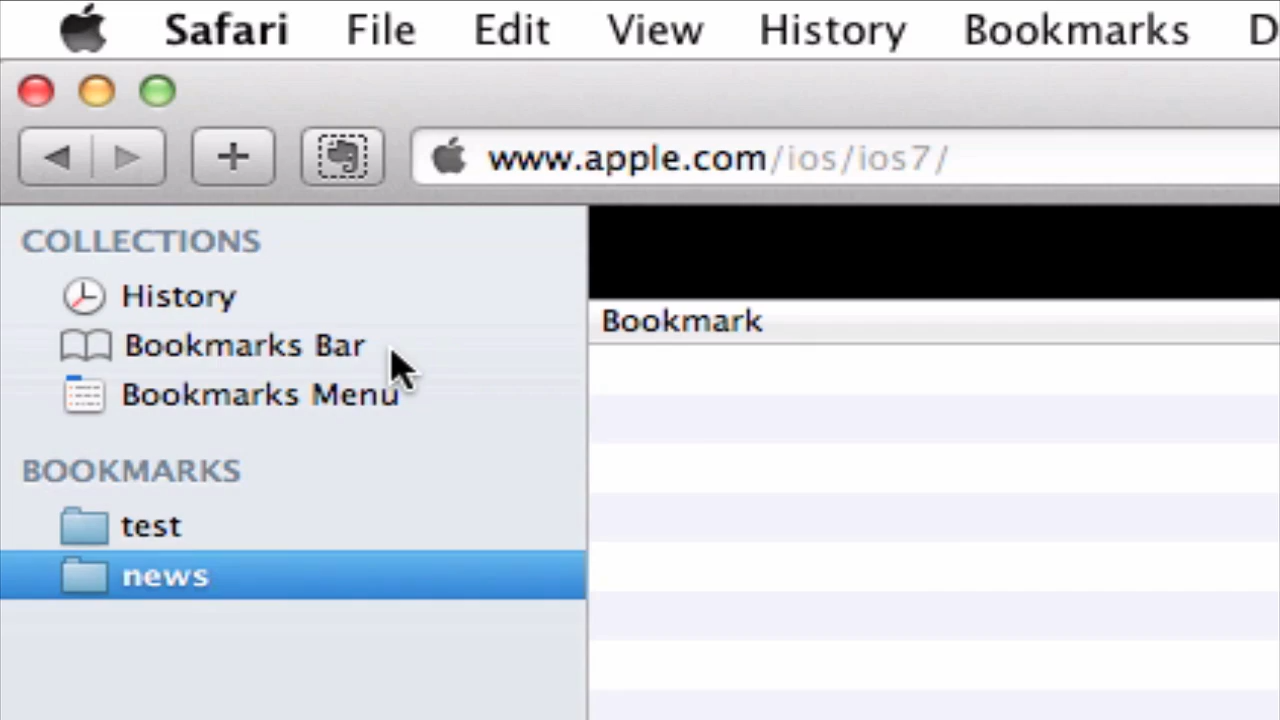 Safari File Edit View History Bookmarks D
www.apple.com/ios/ios7/
COLLECTIONS
History
Bookmarks Bar
Bookmarks Menu
BOOKMARKS
test
news
Bookmark